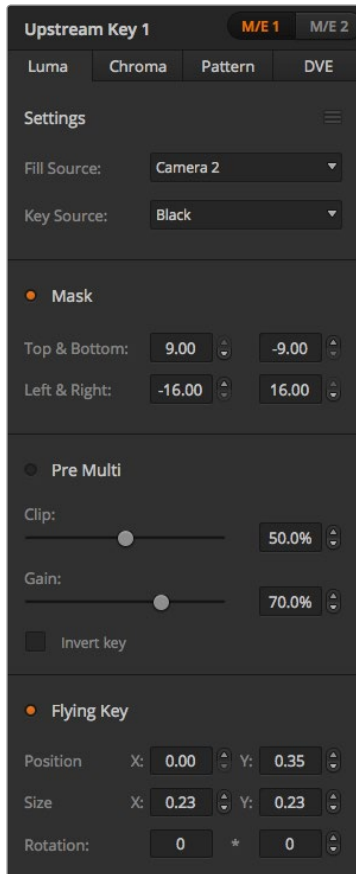 Upstream Key 1 M/E 1 M/E 2
Luma Chroma Pattern DVE
Settings
Fill Source: Camera 2
Key Source: Black
Mask
Top & Bottom: 9.00 -9.00
Left & Right: -16.00 16.00
Pre Multi
Clip:
50.0%
Gain:
70.0%
Invert key
Flying Key
Position X: 0.00 Y: 0.35
Size X: 0.23 Y: 0.23
Rotation: 0 * 0